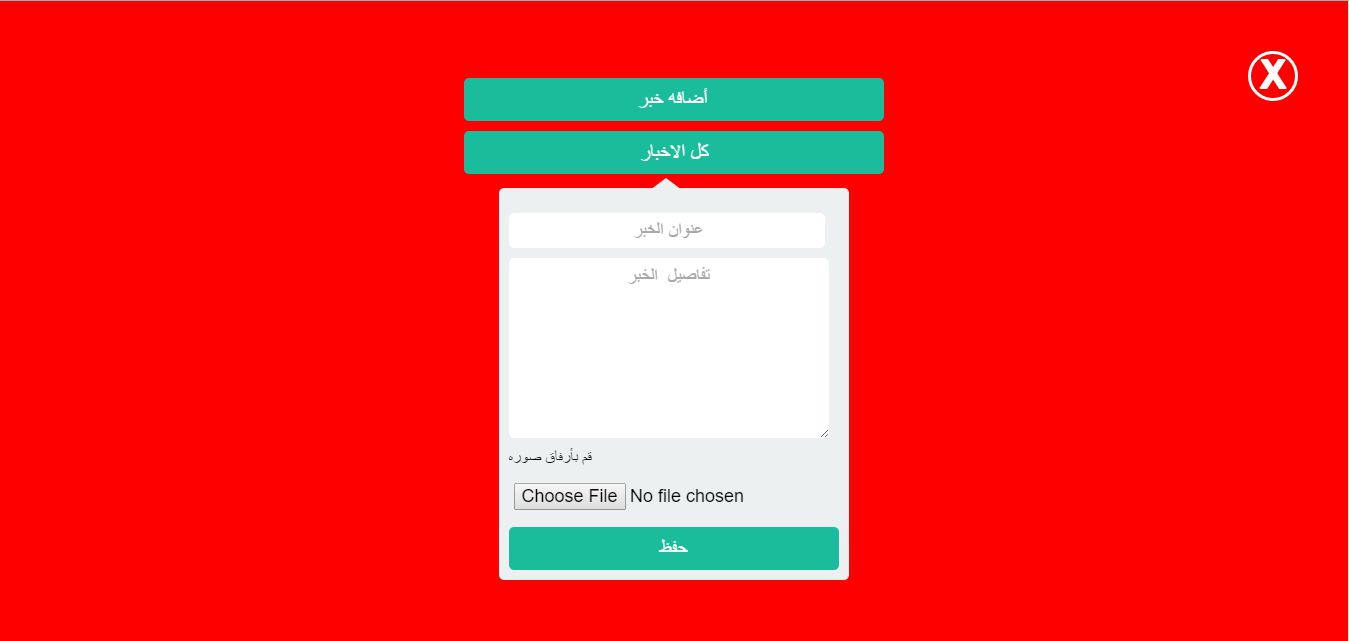 X
أضافه خبر
كل الاخبار
عنوان الخبر
تفاصيل الخبر
قم بأرفاق صوره
Choose File No file chosen
حفظ